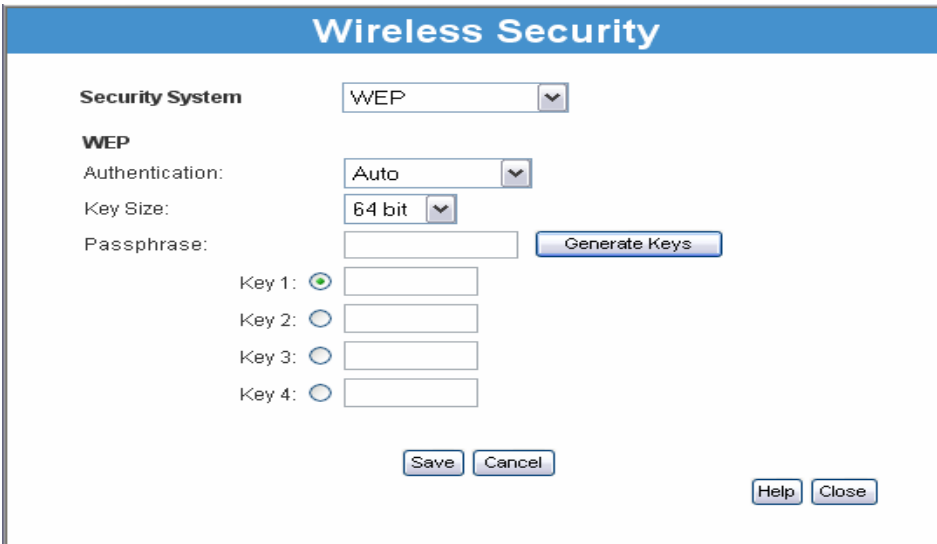 Wireless Security
Security System WEP
WEP
Authentication: Auto
Key Size: 64 bit
Passphrase: Generate Keys
Key 1:
Key 2:
Key 3:
Key 4:
Save Cancel
Help Close